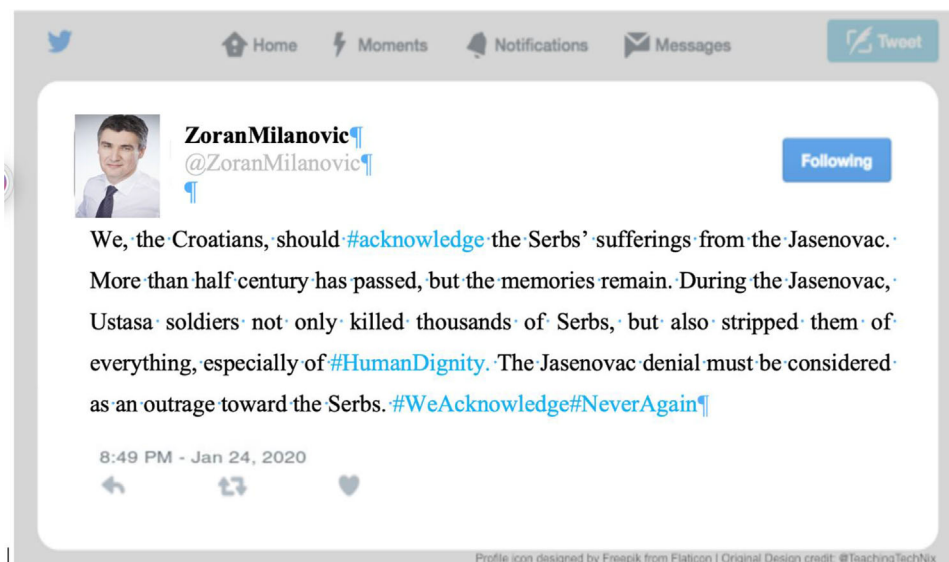 Home Moments Notifications Messages Tweet
ZoranMilanovic¶
@ZoranMilanovic¶
¶
Following
We, the Croatians, should #acknowledge the Serbs’ sufferings from the Jasenovac.
More than half century has passed, but the memories remain. During the Jasenovac,
Ustasa soldiers not only killed thousands of Serbs, but also stripped them of
everything, especially of #HumanDignity. The Jasenovac denial must be considered
as an outrage toward the Serbs. #WeAcknowledge#NeverAgain¶
8:49 PM - Jan 24, 2020
Profile icon designed by Freepik from Flaticon | Original Design credit: @TeachingTechNix